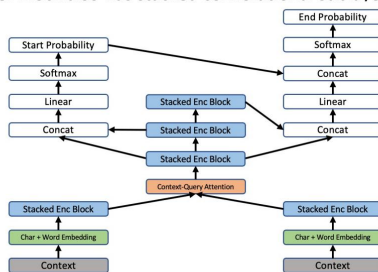 End Probability
Start Probability
Softmax
Softmax
Concat
Linear
Stacked Enc Block
Linear
Concat
Stacked Enc Block
Concat
Stacked Enc Block
Context-Query Attention
Stacked Enc Block
Stacked Enc Block
Char + Word Embedding
Char + Word Embedding
Context
Context